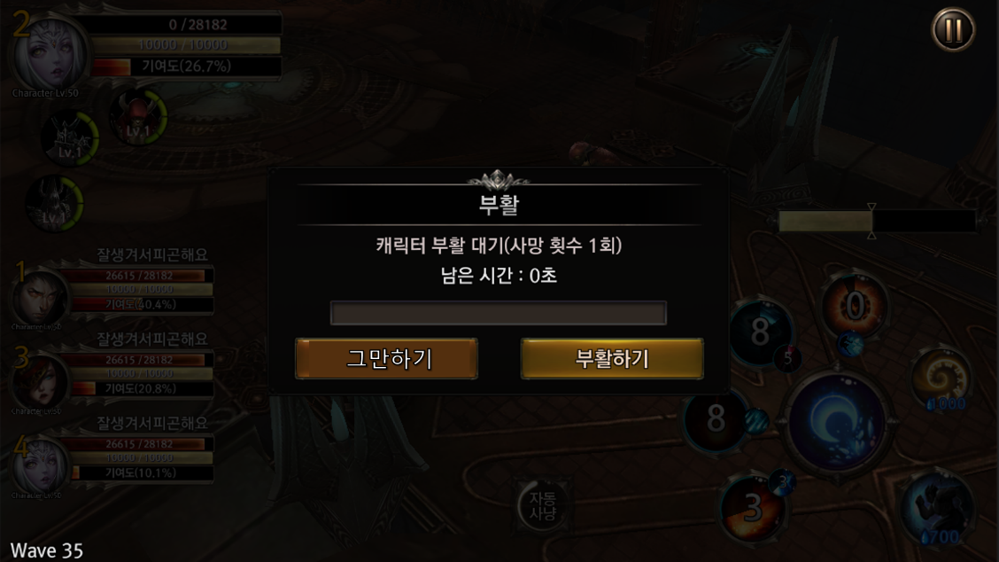 2
0 /28182
10000 / 10000
기여도(26.7%)
Character Lv.50
Lv.1
Lv.1
Lv.1
잘생겨서피곤해요
1
26615 /28182
10000 / 10000
기여도(40.4%)
Character Lv.50
잘생겨서피곤해요
3
26615 /28182
10000 / 10000
기여도(20.8%)
Character Lv.50
잘생겨서피곤해요
4
26615 /28182
10000 / 10000
기여도(10.1%)
Character Lv.50
Wave 35
부활
캐릭터 부활 대기(사망 횟수 1회)
남은 시간 : 0초
그만하기
부활하기
0
8
5
1000
8
3
3
700
자동
사냥